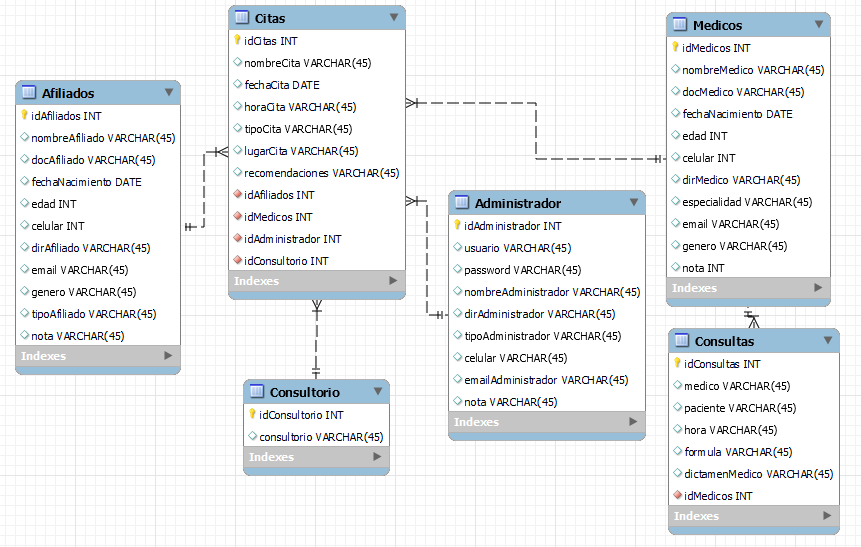 Citas
idCitas INT
nombreCita VARCHAR(45)
fechaCita DATE
horaCita VARCHAR(45)
tipoCita VARCHAR(45)
lugarCita VARCHAR(45)
recomendaciones VARCHAR(45)
idAfiliados INT
idMedicos INT
idAdministrador INT
idConsultorio INT
Indexes
Medicos
idMedicos INT
nombreMedico VARCHAR(45)
docMedico VARCHAR(45)
fechaNacimiento DATE
edad INT
celular INT
dirMedico VARCHAR(45)
especialidad VARCHAR(45)
email VARCHAR(45)
genero VARCHAR(45)
nota INT
Indexes
Afiliados
idAfiliados INT
nombreAfiliado VARCHAR(45)
docAfiliado VARCHAR(45)
fechaNacimiento DATE
edad INT
celular INT
dirAfiliado VARCHAR(45)
email VARCHAR(45)
genero VARCHAR(45)
tipoAfiliado VARCHAR(45)
nota VARCHAR(45)
Indexes
Administrador
idAdministrador INT
usuario VARCHAR(45)
password VARCHAR(45)
nombreAdministrador VARCHAR(45)
dirAdministrador VARCHAR(45)
tipoAdministrador VARCHAR(45)
celular VARCHAR(45)
emailAdministrador VARCHAR(45)
nota VARCHAR(45)
Indexes
Consultorio
idConsultorio INT
consultorio VARCHAR(45)
Indexes
Consultas
idConsultas INT
medico VARCHAR(45)
paciente VARCHAR(45)
hora VARCHAR(45)
formula VARCHAR(45)
dictamenMedico VARCHAR(45)
idMedicos INT
Indexes